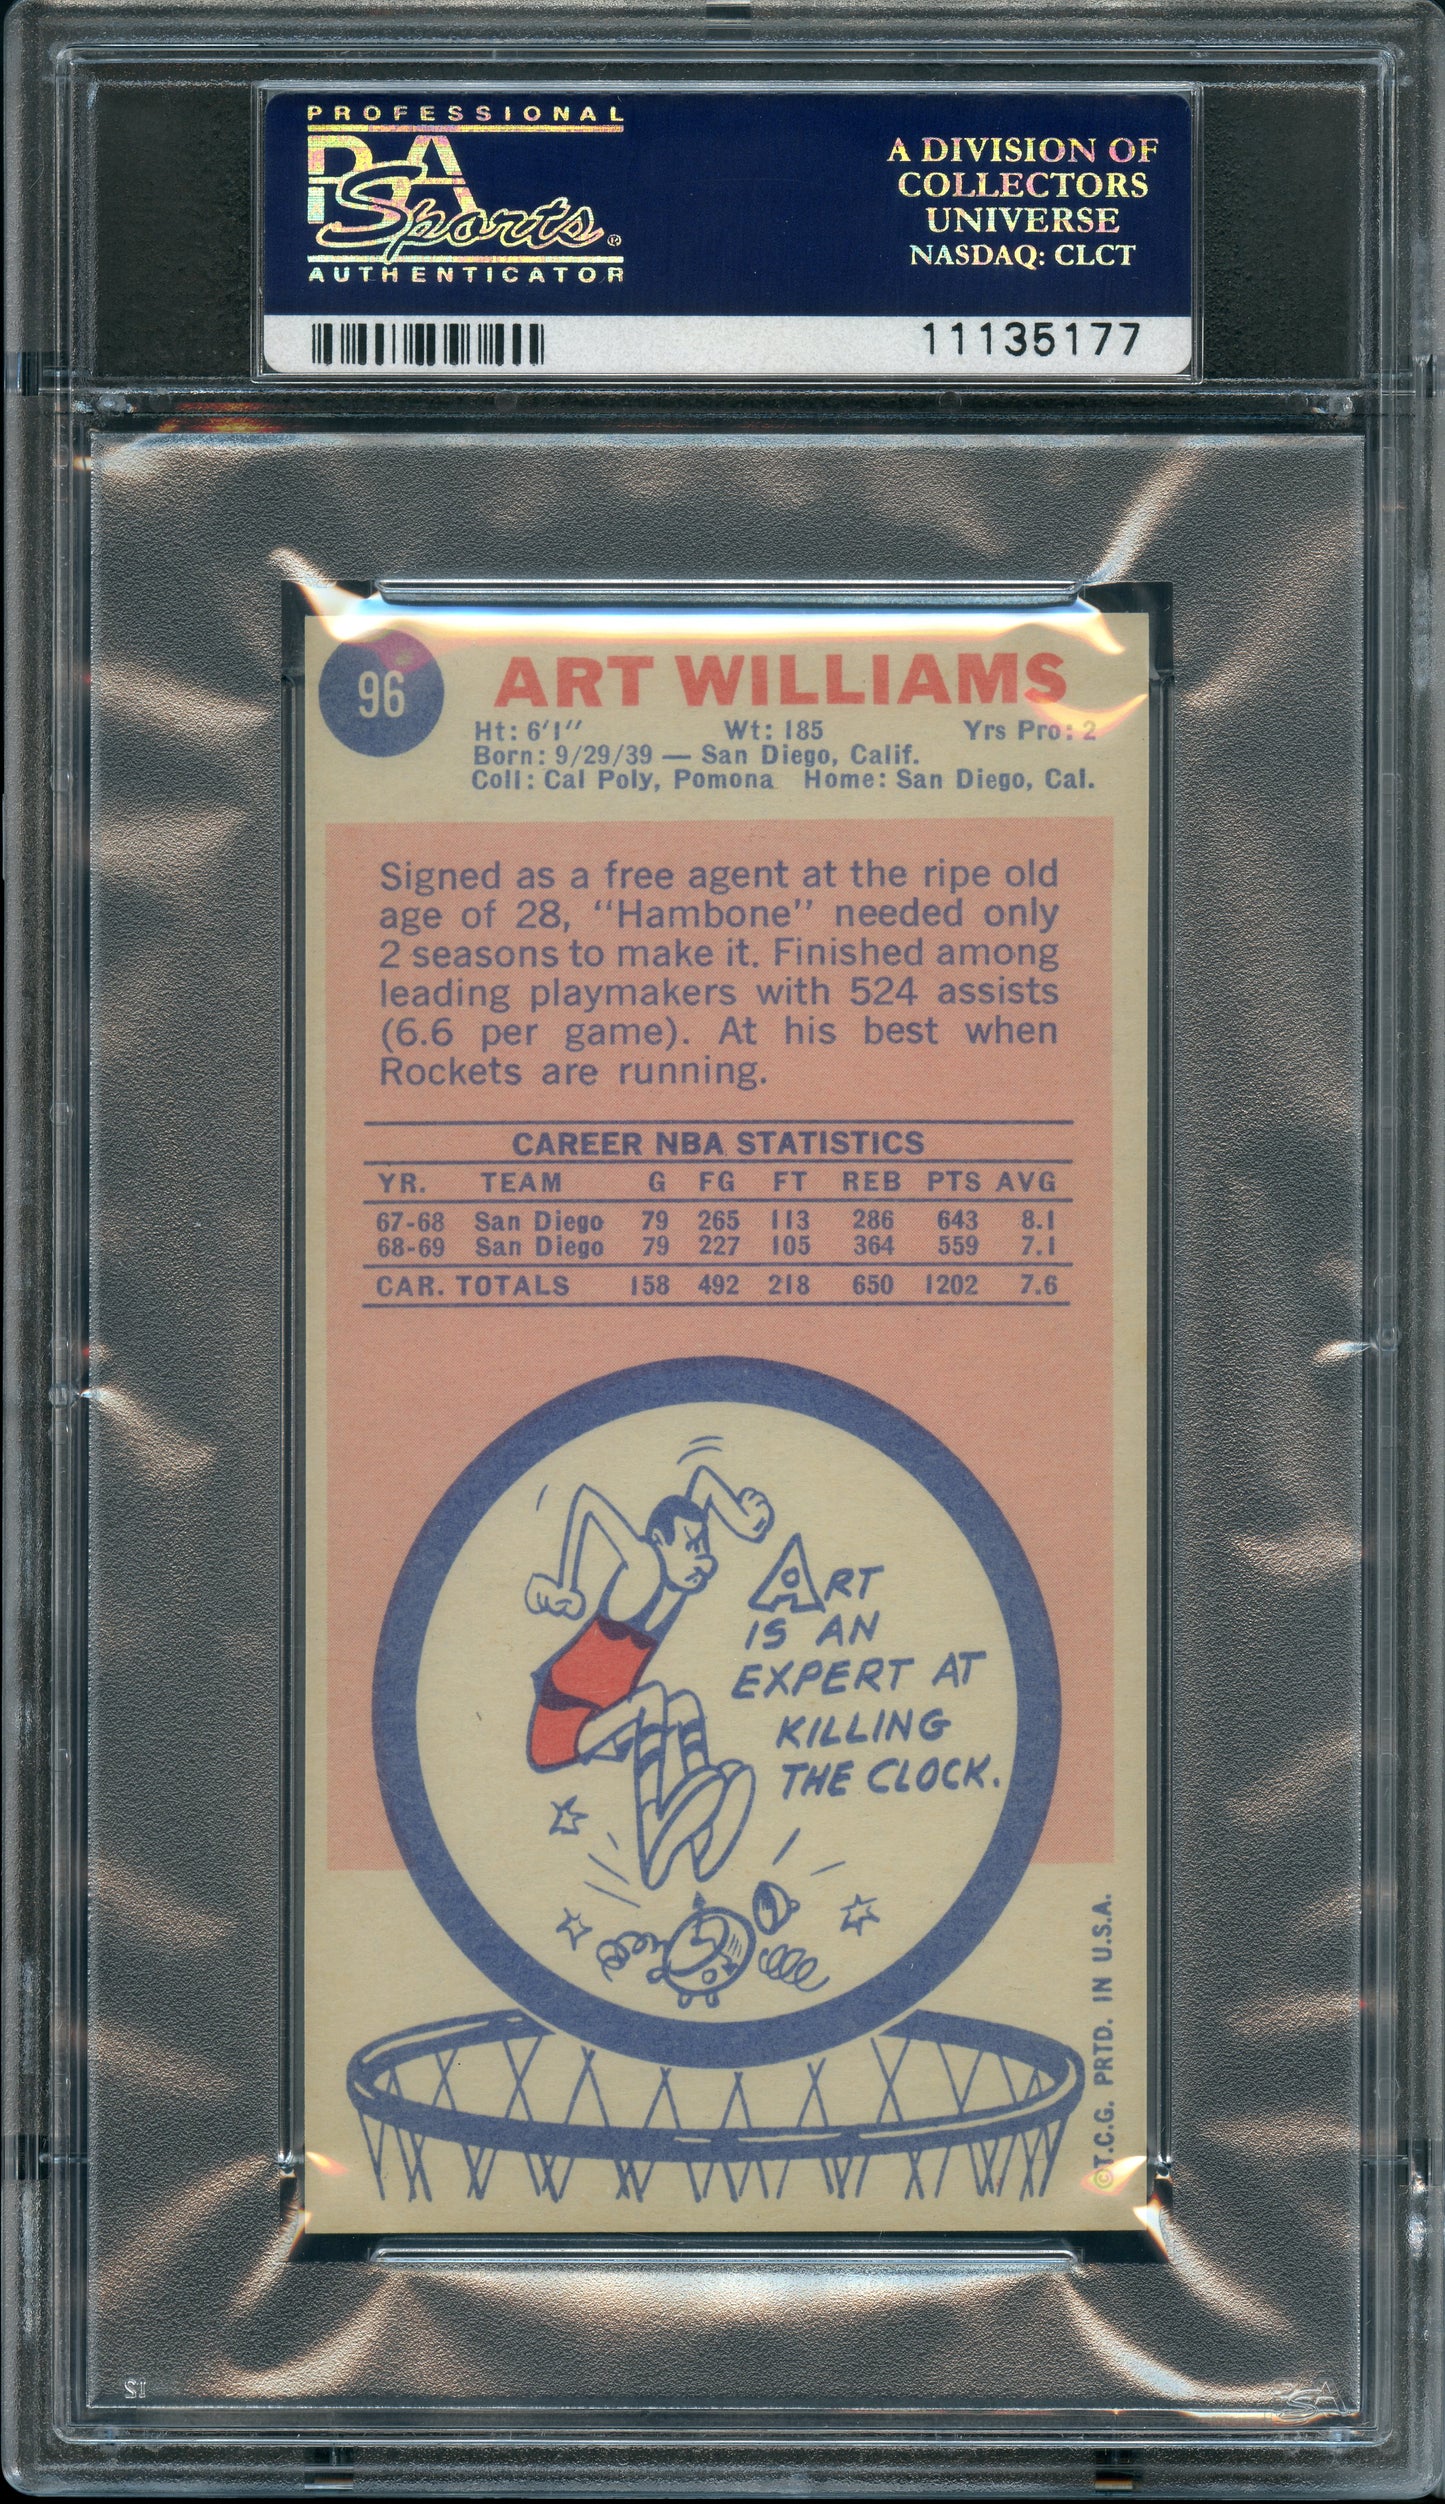 PROFESSIONAL
PSA
Sports®
AUTHENTICATOR
A DIVISION OF
COLLECTORS
UNIVERSE
NASDAQ: CLCT
11135177
96
ART WILLIAMS
Ht: 6'1" Wt: 185 Yrs Pro: 2
Born: 9/29/39 — San Diego, Calif.
Coll: Cal Poly, Pomona Home: San Diego, Cal.
Signed as a free agent at the ripe old
age of 28, "Hambone" needed only
2 seasons to make it. Finished among
leading playmakers with 524 assists
(6.6 per game). At his best when
Rockets are running.
CAREER NBA STATISTICS
YR. TEAM G FG FT REB PTS AVG
67-68 San Diego 79 265 113 286 643 8.1
68-69 San Diego 79 227 105 364 559 7.1
CAR. TOTALS 158 492 218 650 1202 7.6
ART
IS AN
EXPERT AT
KILLING
THE CLOCK.
©T.C.G. PRTD. IN U.S.A.